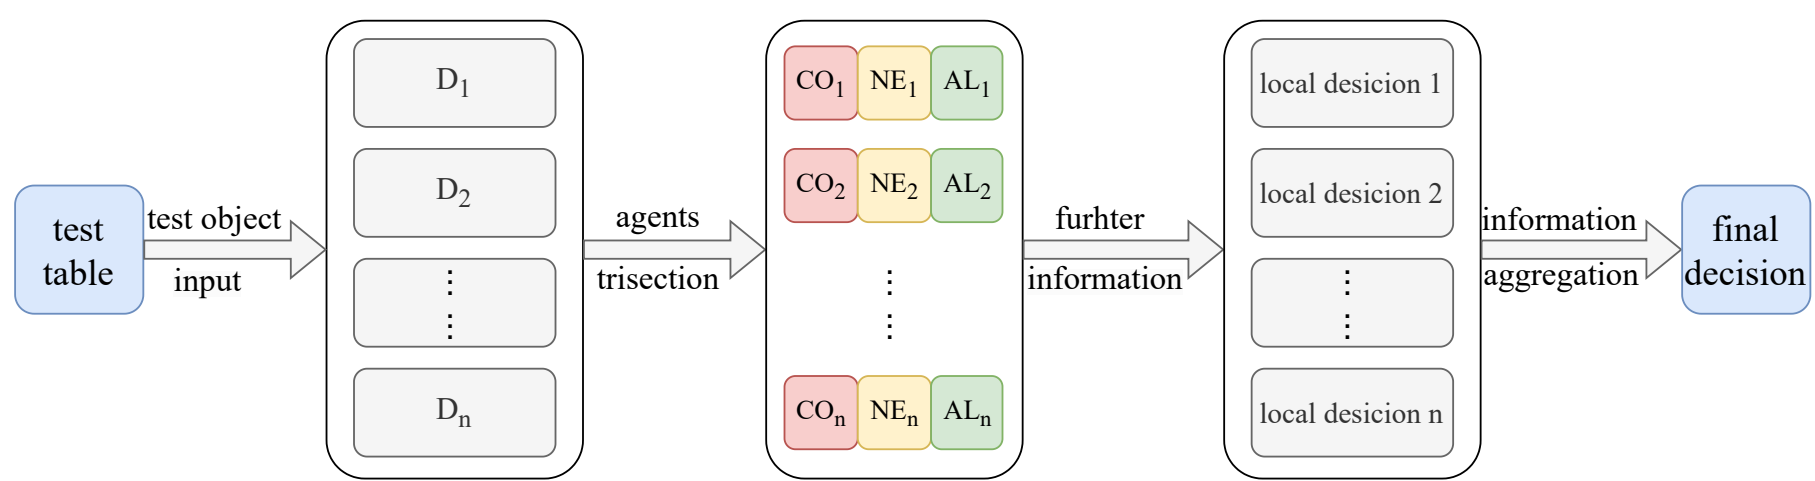 test
table
test object
input
D1
D2
⋮
⋮
Dn
agents
trisection
CO1 NE1 AL1
CO2 NE2 AL2
⋮
⋮
COn NEn ALn
furhter
information
local desicion 1
local desicion 2
⋮
⋮
local desicion n
information
aggregation
final
decision